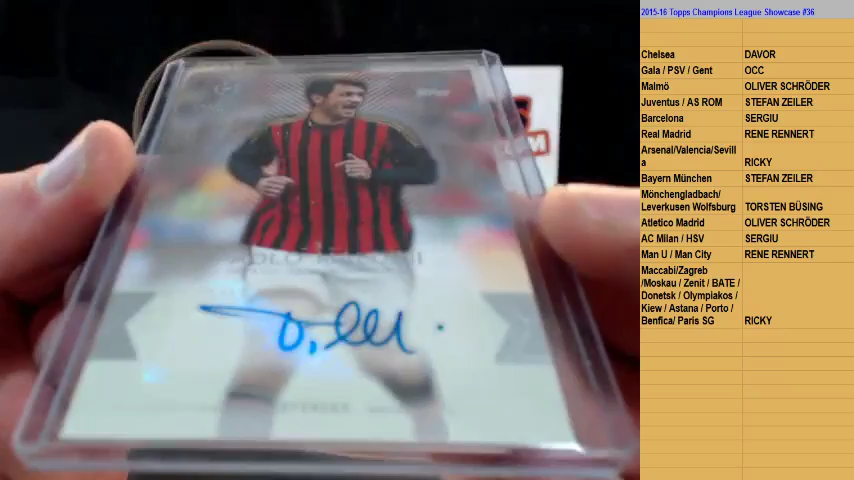 2015-16 Topps Champions League Showcase #36
Chelsea DAVOR
Gala / PSV / Gent OCC
Malmö OLIVER SCHRÖDER
Juventus / AS ROM STEFAN ZEILER
Barcelona SERGIU
Real Madrid RENE RENNERT
Arsenal/Valencia/Sevill
a RICKY
Bayern München STEFAN ZEILER
Mönchengladbach/
Leverkusen Wolfsburg TORSTEN BÜSING
Atletico Madrid OLIVER SCHRÖDER
AC Milan / HSV SERGIU
Man U / Man City RENE RENNERT
Maccabi/Zagreb
/Moskau / Zenit / BATE /
Donetsk / Olympiakos /
Kiew / Astana / Porto /
Benfica/ Paris SG RICKY